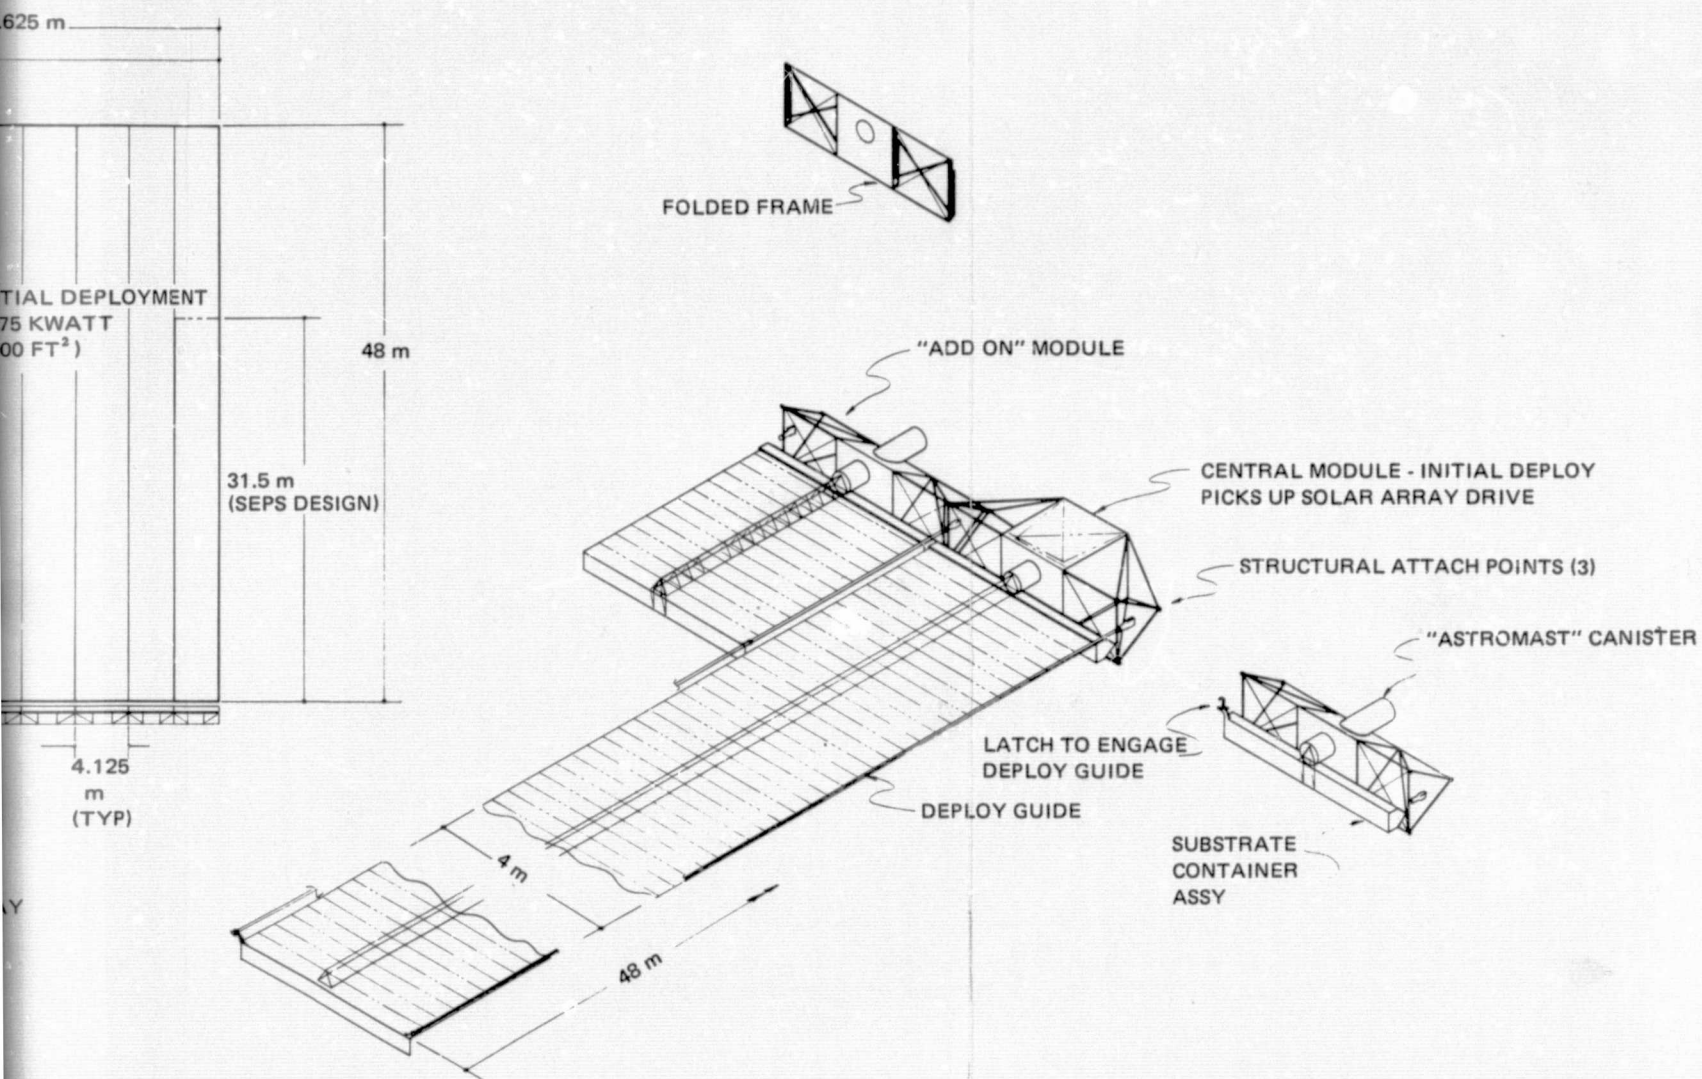 .625 m
FOLDED FRAME
TIAL DEPLOYMENT
75 KWATT
00 FT²)
48 m
31.5 m
(SEPS DESIGN)
4.125
m
(TYP)
AY
"ADD ON" MODULE
CENTRAL MODULE - INITIAL DEPLOY
PICKS UP SOLAR ARRAY DRIVE
STRUCTURAL ATTACH POINTS (3)
"ASTROMAST" CANISTER
LATCH TO ENGAGE
DEPLOY GUIDE
DEPLOY GUIDE
SUBSTRATE
CONTAINER
ASSY
4 m
48 m